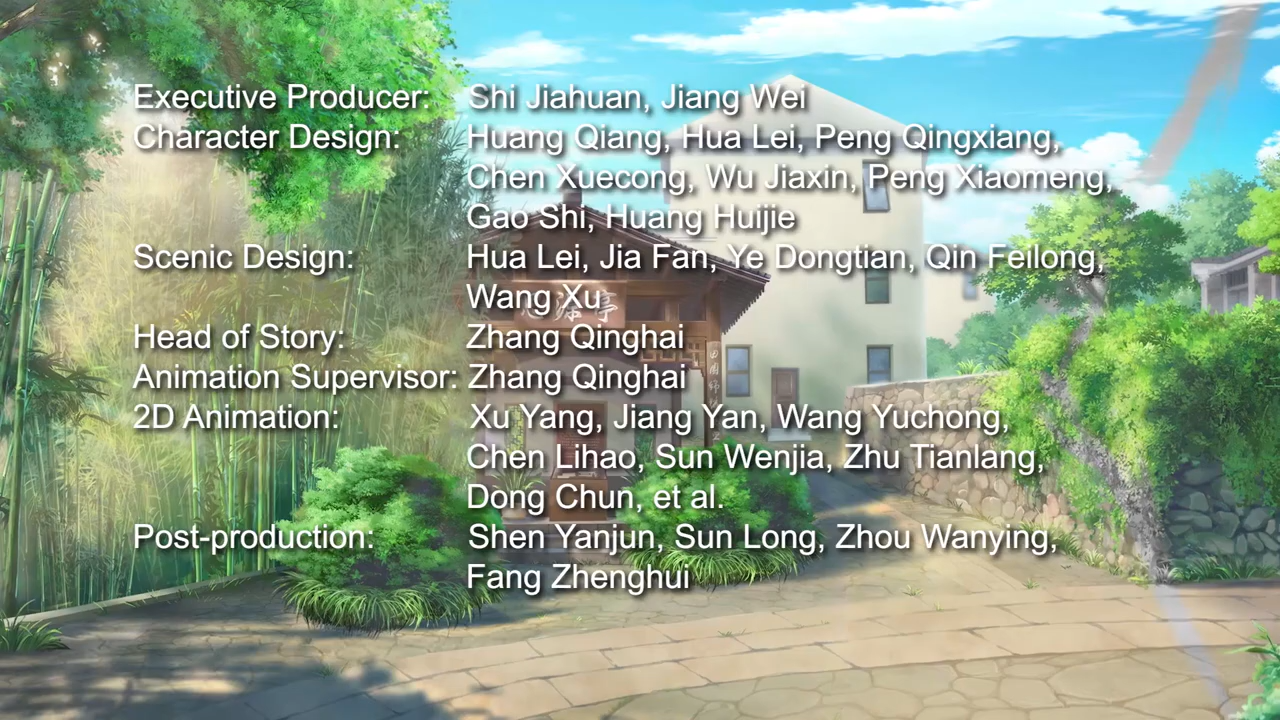 Executive Producer: Shi Jiahuan, Jiang Wei
Character Design: Huang Qiang, Hua Lei, Peng Qingxiang,
Chen Xuecong, Wu Jiaxin, Peng Xiaomeng,
Gao Shi, Huang Huijie
Scenic Design: Hua Lei, Jia Fan, Ye Dongtian, Qin Feilong,
Wang Xu
Head of Story: Zhang Qinghai
Animation Supervisor: Zhang Qinghai
2D Animation: Xu Yang, Jiang Yan, Wang Yuchong,
Chen Lihao, Sun Wenjia, Zhu Tianlang,
Dong Chun, et al.
Post-production: Shen Yanjun, Sun Long, Zhou Wanying,
Fang Zhenghui